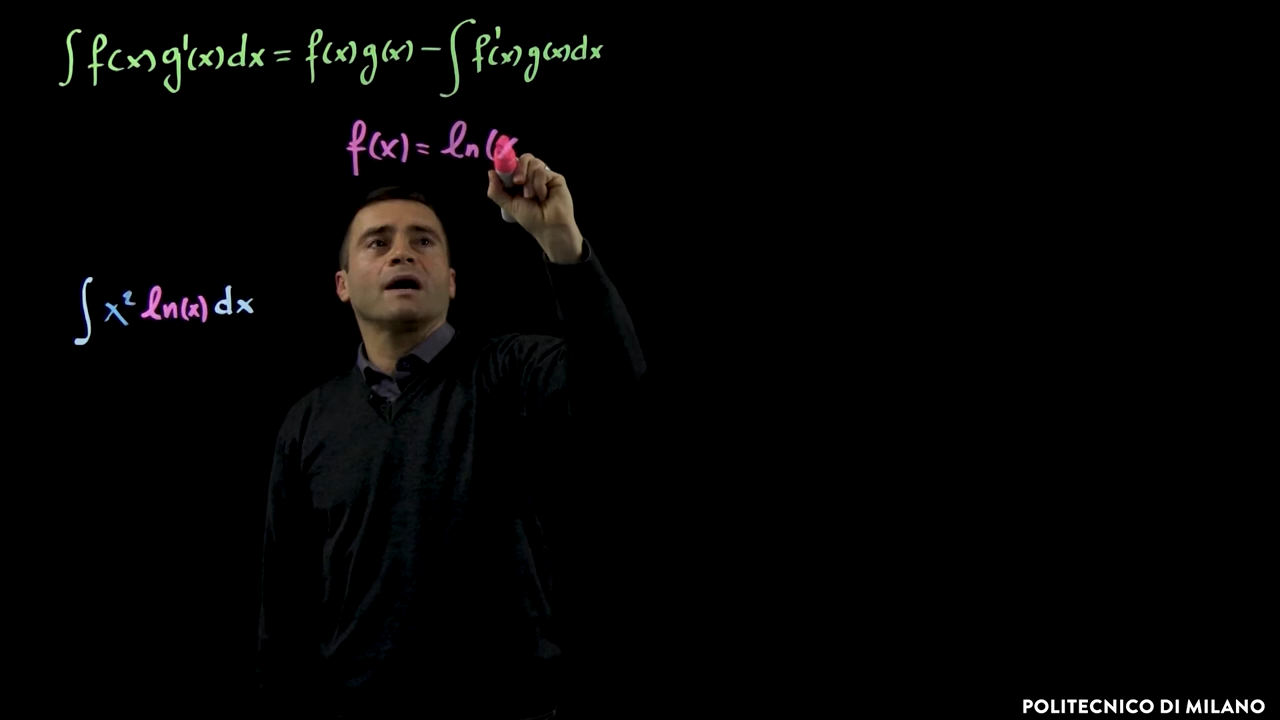 ∫ f(x) g'(x) dx = f(x) g(x) − ∫ f'(x) g(x) dx
f(x) = ln(x
∫ x² ln(x) dx
POLITECNICO DI MILANO